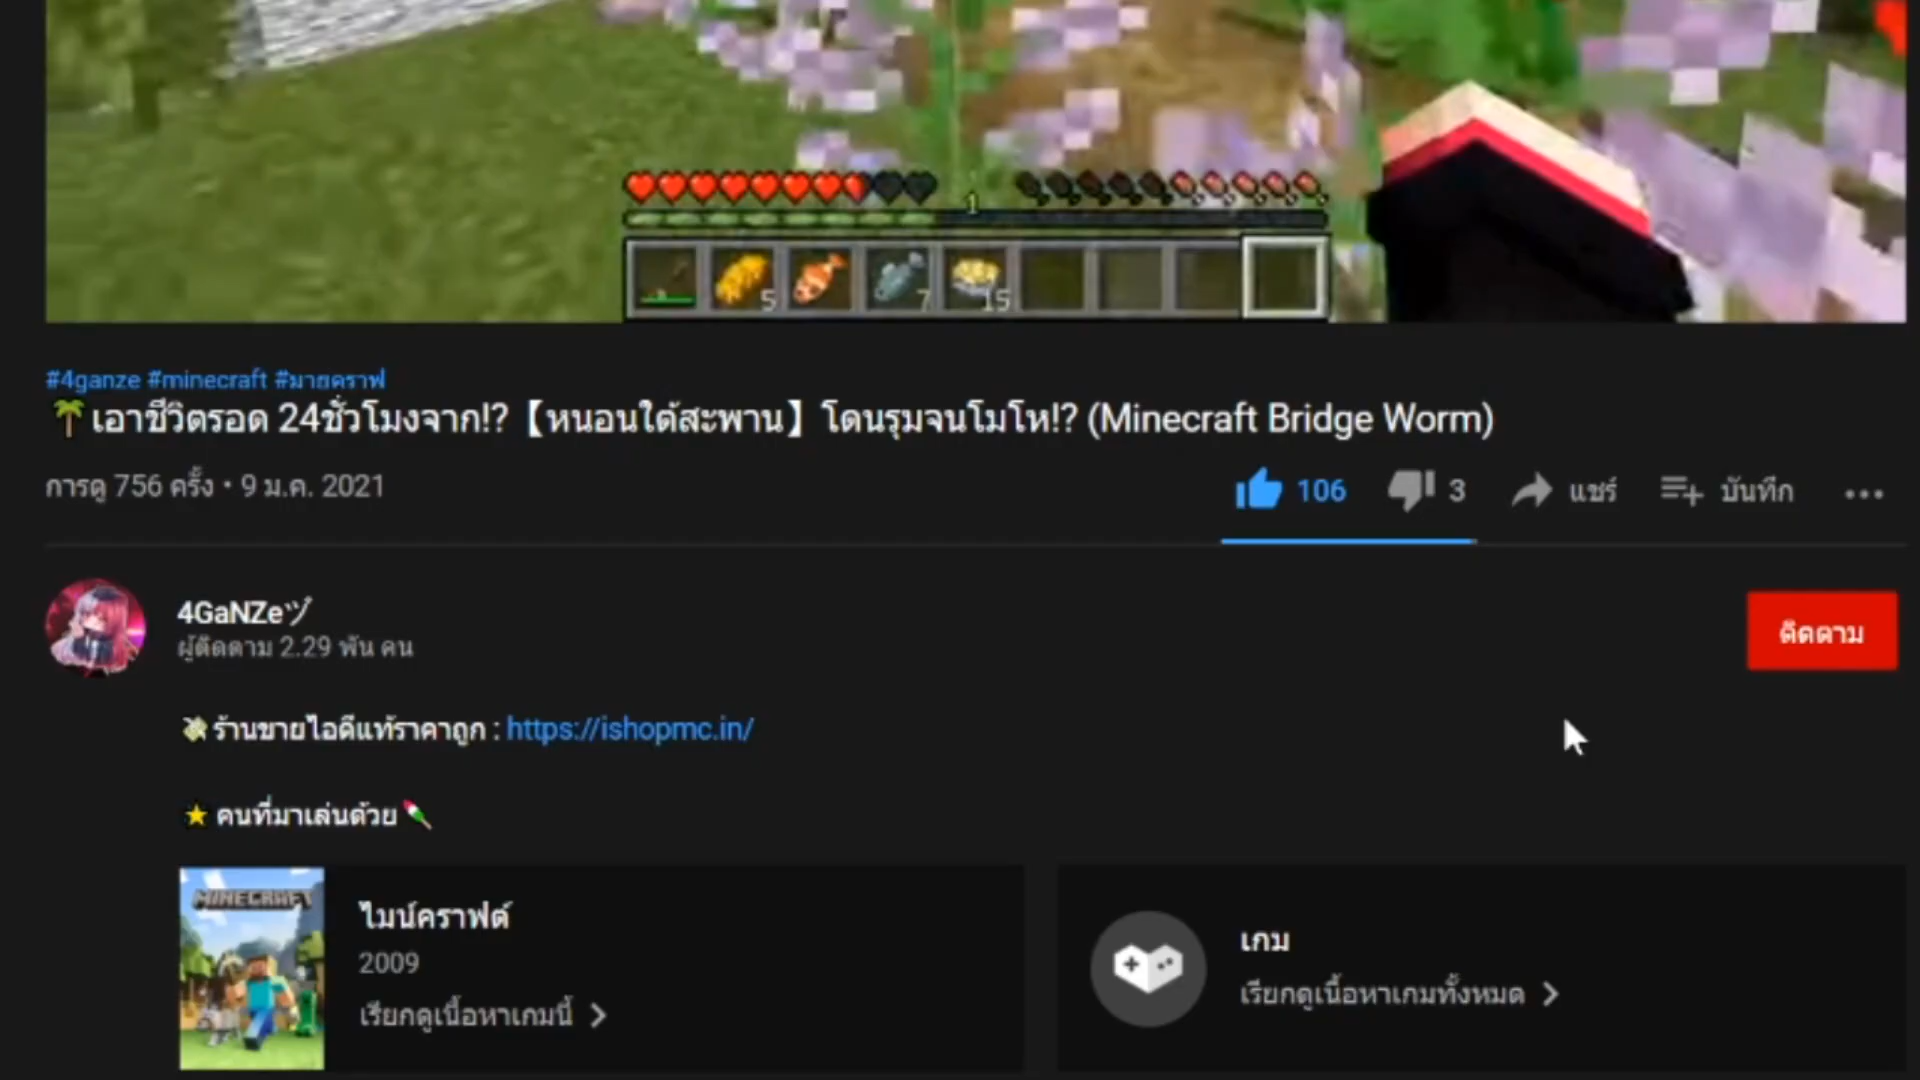 1
5
7
15
#4ganze #minecraft #มายคราฟ
🌴เอาชีวิตรอด 24ชั่วโมงจาก!?【หนอนใต้สะพาน】โดนรุมจนโมโห!? (Minecraft Bridge Worm)
การดู 756 ครั้ง • 9 ม.ค. 2021
106
3
แชร์
บันทึก
4GaNZeヅ
ผู้ติดตาม 2.29 พัน คน
ติดตาม
💸ร้านขายไอดีแท้ราคาถูก : https://ishopmc.in/
⭐ คนที่มาเล่นด้วย
MINECRAFT
ไมน์คราฟต์
2009
เรียกดูเนื้อหาเกมนี้
เกม
เรียกดูเนื้อหาเกมทั้งหมด